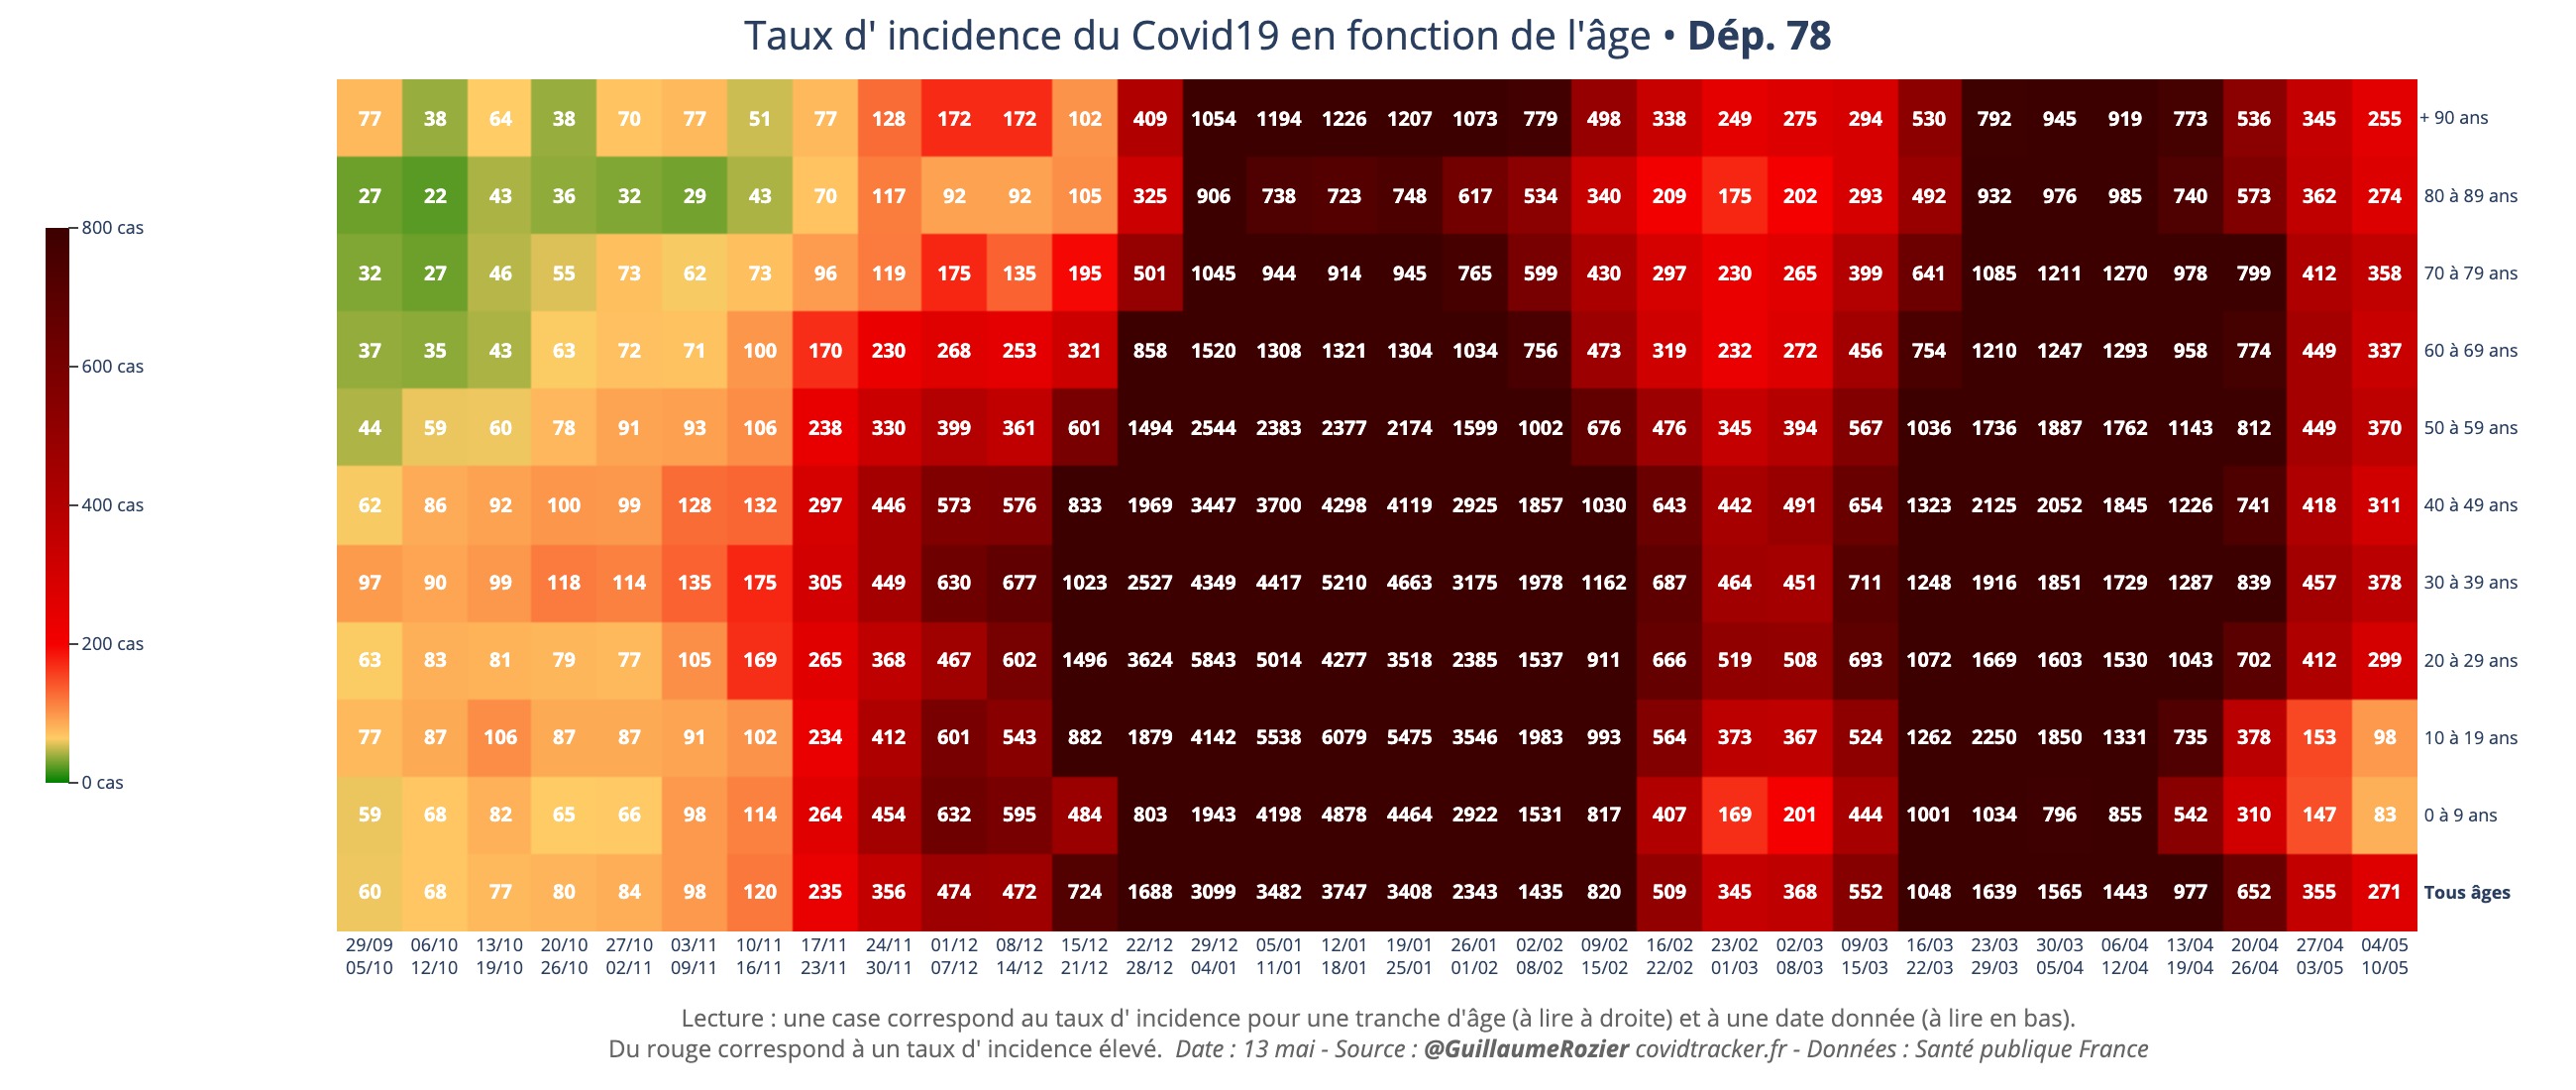 Taux d' incidence du Covid19 en fonction de l'âge • Dép. 78
800 cas
600 cas
400 cas
200 cas
0 cas
77 38 64 38 70 77 51 77 128 172 172 102 409 1054 1194 1226 1207 1073 779 498 338 249 275 294 530 792 945 919 773 536 345 255 + 90 ans
27 22 43 36 32 29 43 70 117 92 92 105 325 906 738 723 748 617 534 340 209 175 202 293 492 932 976 985 740 573 362 274 80 à 89 ans
32 27 46 55 73 62 73 96 119 175 135 195 501 1045 944 914 945 765 599 430 297 230 265 399 641 1085 1211 1270 978 799 412 358 70 à 79 ans
37 35 43 63 72 71 100 170 230 268 253 321 858 1520 1308 1321 1304 1034 756 473 319 232 272 456 754 1210 1247 1293 958 774 449 337 60 à 69 ans
44 59 60 78 91 93 106 238 330 399 361 601 1494 2544 2383 2377 2174 1599 1002 676 476 345 394 567 1036 1736 1887 1762 1143 812 449 370 50 à 59 ans
62 86 92 100 99 128 132 297 446 573 576 833 1969 3447 3700 4298 4119 2925 1857 1030 643 442 491 654 1323 2125 2052 1845 1226 741 418 311 40 à 49 ans
97 90 99 118 114 135 175 305 449 630 677 1023 2527 4349 4417 5210 4663 3175 1978 1162 687 464 451 711 1248 1916 1851 1729 1287 839 457 378 30 à 39 ans
63 83 81 79 77 105 169 265 368 467 602 1496 3624 5843 5014 4277 3518 2385 1537 911 666 519 508 693 1072 1669 1603 1530 1043 702 412 299 20 à 29 ans
77 87 106 87 87 91 102 234 412 601 543 882 1879 4142 5538 6079 5475 3546 1983 993 564 373 367 524 1262 2250 1850 1331 735 378 153 98 10 à 19 ans
59 68 82 65 66 98 114 264 454 632 595 484 803 1943 4198 4878 4464 2922 1531 817 407 169 201 444 1001 1034 796 855 542 310 147 83 0 à 9 ans
60 68 77 80 84 98 120 235 356 474 472 724 1688 3099 3482 3747 3408 2343 1435 820 509 345 368 552 1048 1639 1565 1443 977 652 355 271 Tous âges
29/09 06/10 13/10 20/10 27/10 03/11 10/11 17/11 24/11 01/12 08/12 15/12 22/12 29/12 05/01 12/01 19/01 26/01 02/02 09/02 16/02 23/02 02/03 09/03 16/03 23/03 30/03 06/04 13/04 20/04 27/04 04/05
05/10 12/10 19/10 26/10 02/11 09/11 16/11 23/11 30/11 07/12 14/12 21/12 28/12 04/01 11/01 18/01 25/01 01/02 08/02 15/02 22/02 01/03 08/03 15/03 22/03 29/03 05/04 12/04 19/04 26/04 03/05 10/05
Lecture : une case correspond au taux d' incidence pour une tranche d'âge (à lire à droite) et à une date donnée (à lire en bas).
Du rouge correspond à un taux d' incidence élevé. Date : 13 mai - Source : @GuillaumeRozier covidtracker.fr - Données : Santé publique France